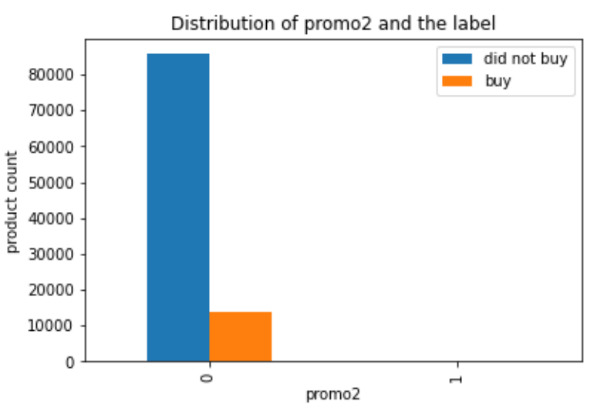 Distribution of promo2 and the label
did not buy
buy
product count
80000
70000
60000
50000
40000
30000
20000
10000
0
0
1
promo2